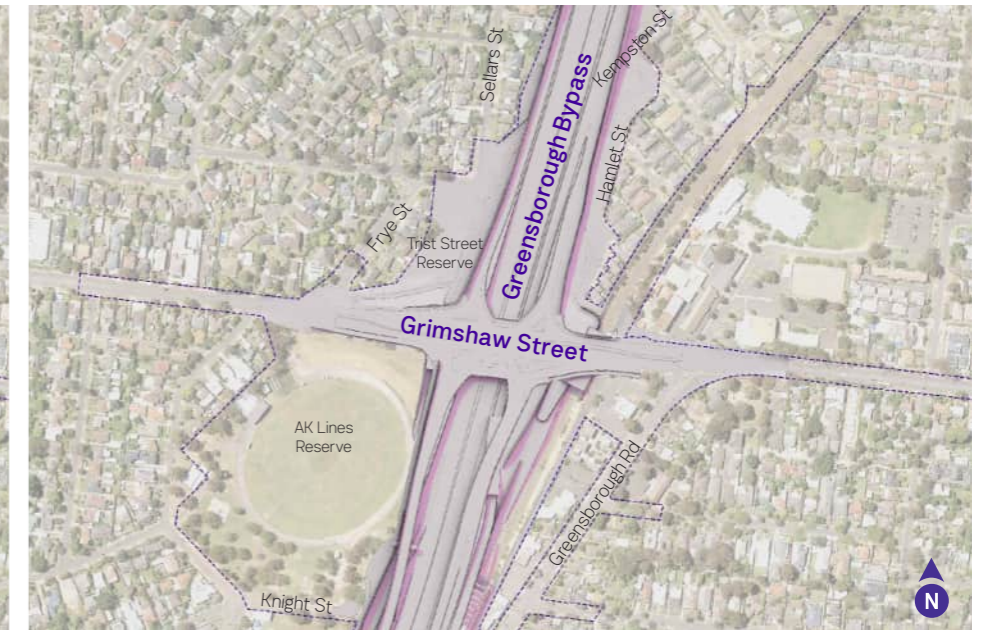 Sellars St
Kempston St
Greensborough Bypass
Hamlet St
Frye St
Trist Street
Reserve
Grimshaw Street
AK Lines
Reserve
Greensborough Rd
Knight St
N